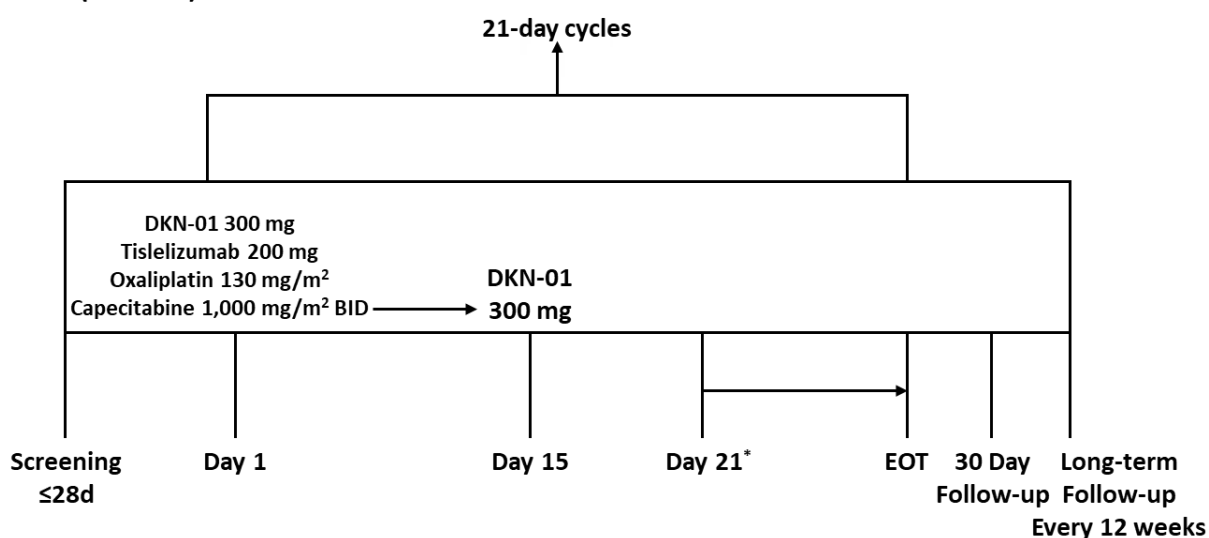 21-day cycles
DKN-01 300 mg
Tislelizumab 200 mg
Oxaliplatin 130 mg/m²
Capecitabine 1,000 mg/m² BID
DKN-01
300 mg
Screening
≤28d
Day 1
Day 15
Day 21*
EOT
30 Day
Follow-up
Long-term
Follow-up
Every 12 weeks